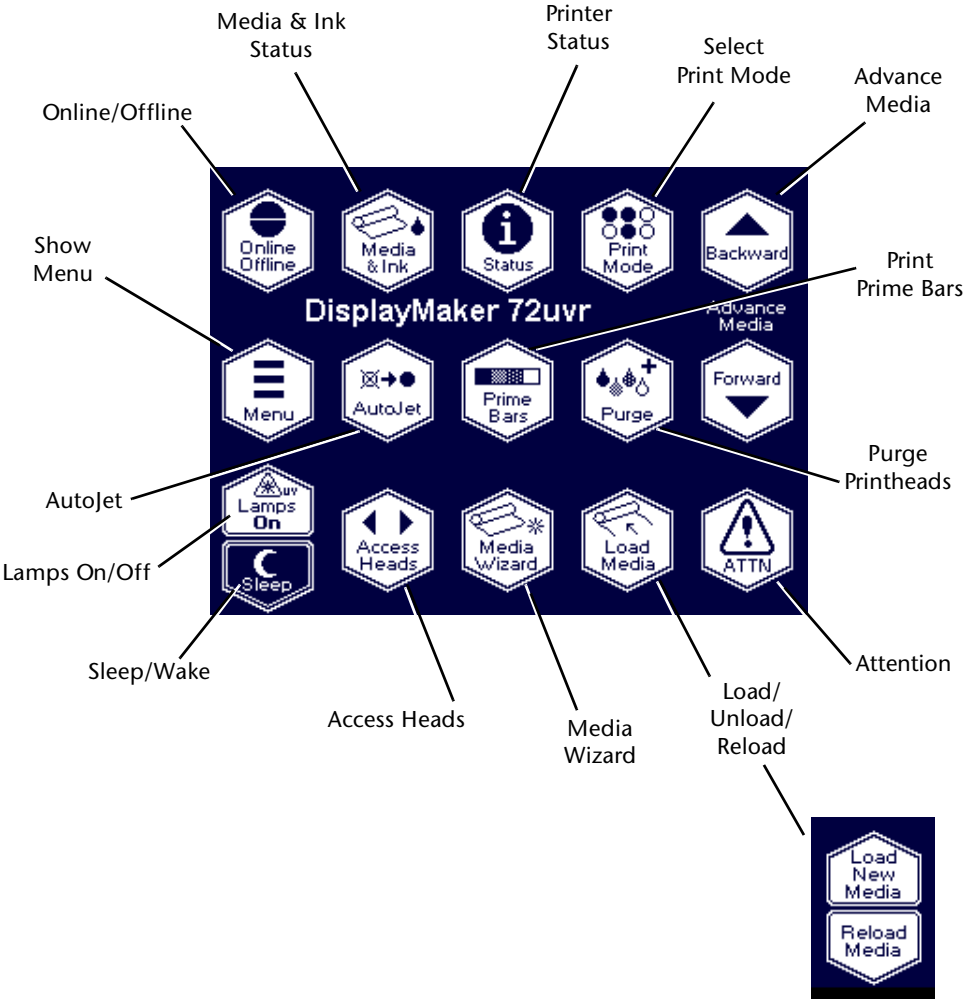 Media & Ink
Status
Printer
Status
Select
Print Mode
Advance
Media
Online/Offline
Online
Offline
Media
& Ink
Status
Print
Mode
Backward
Show
Menu
Print
Prime Bars
DisplayMaker 72uvr
Advance
Media
Menu
AutoJet
Prime
Bars
Purge
Forward
Purge
Printheads
AutoJet
UV
Lamps
On
Access
Heads
Media
Wizard
Load
Media
ATTN
Lamps On/Off
Sleep
Sleep/Wake
Attention
Access Heads
Media
Wizard
Load/
Unload/
Reload
Load
New
Media
Reload
Media